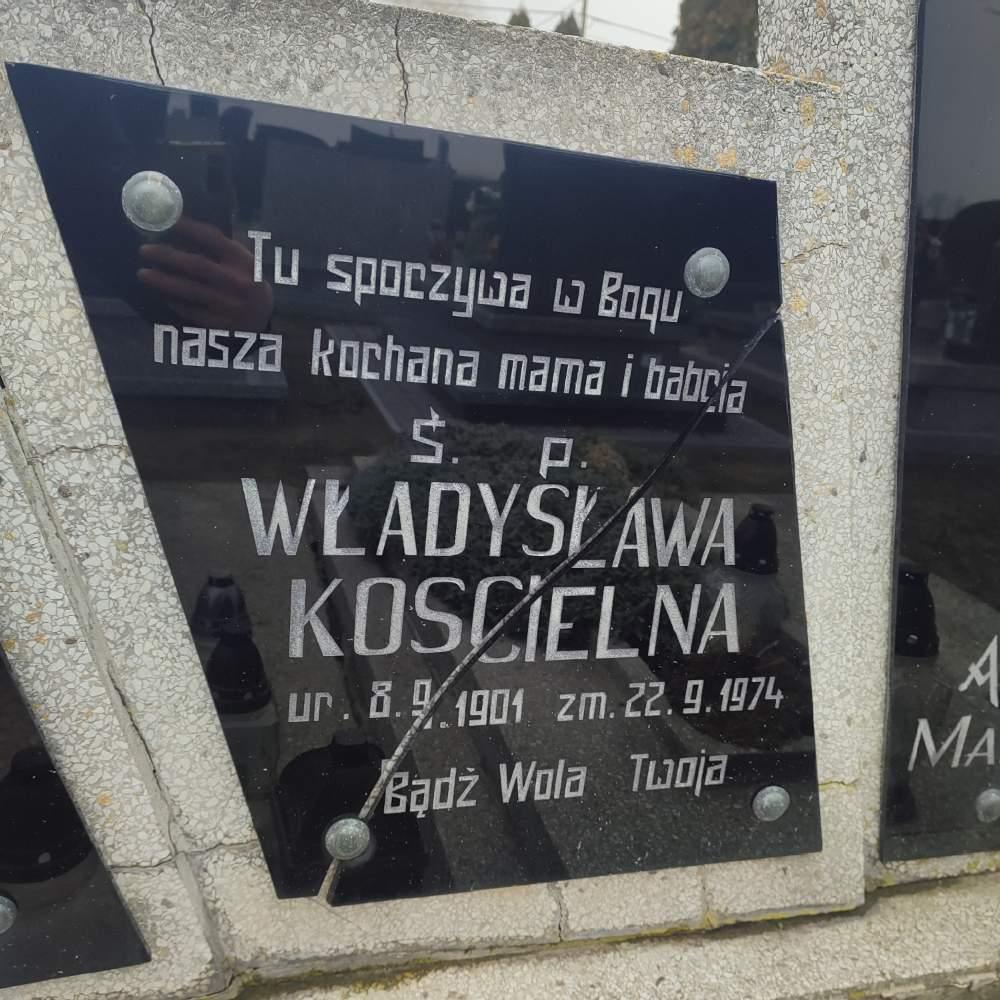 Tu spoczywa w Bogu
nasza kochana mama i babcia
Ś. p.
WŁADYSŁAWA
KOSCIELNA
ur. 8.9.1901 zm. 22.9.1974
Bądź Wola Twoja